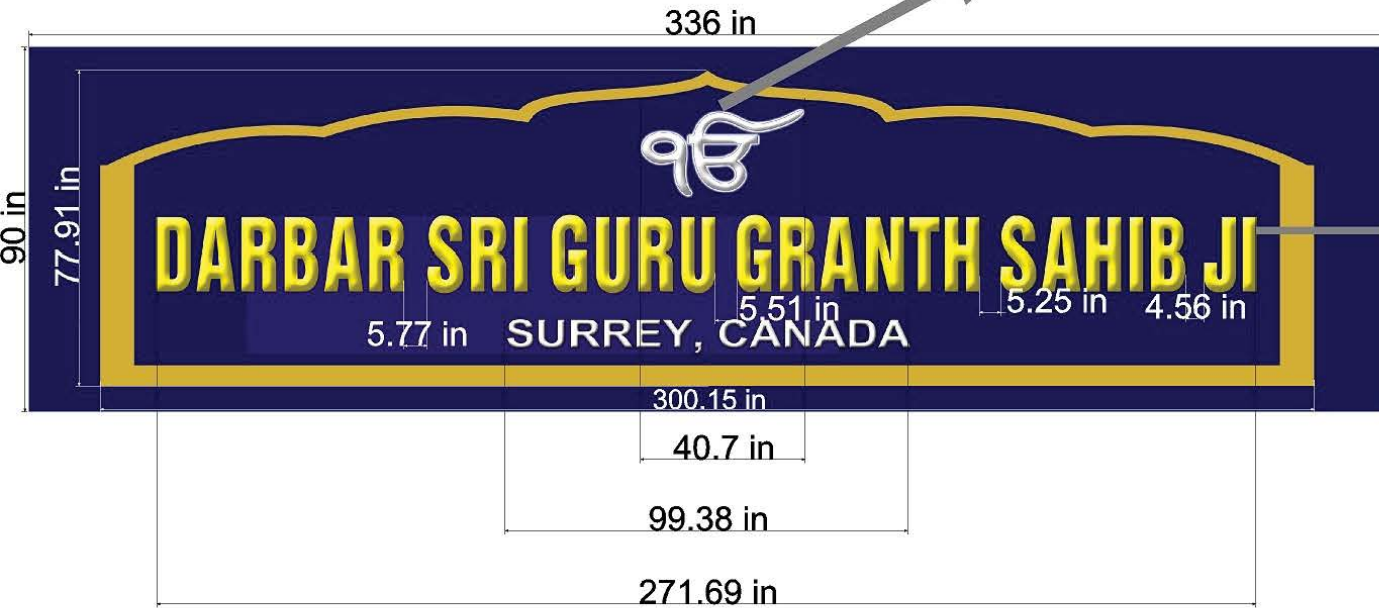 336 in
ੴ
90 in
77.91 in
DARBAR SRI GURU GRANTH SAHIB JI
5.77 in
5.51 in
5.25 in
4.56 in
SURREY, CANADA
300.15 in
40.7 in
99.38 in
271.69 in